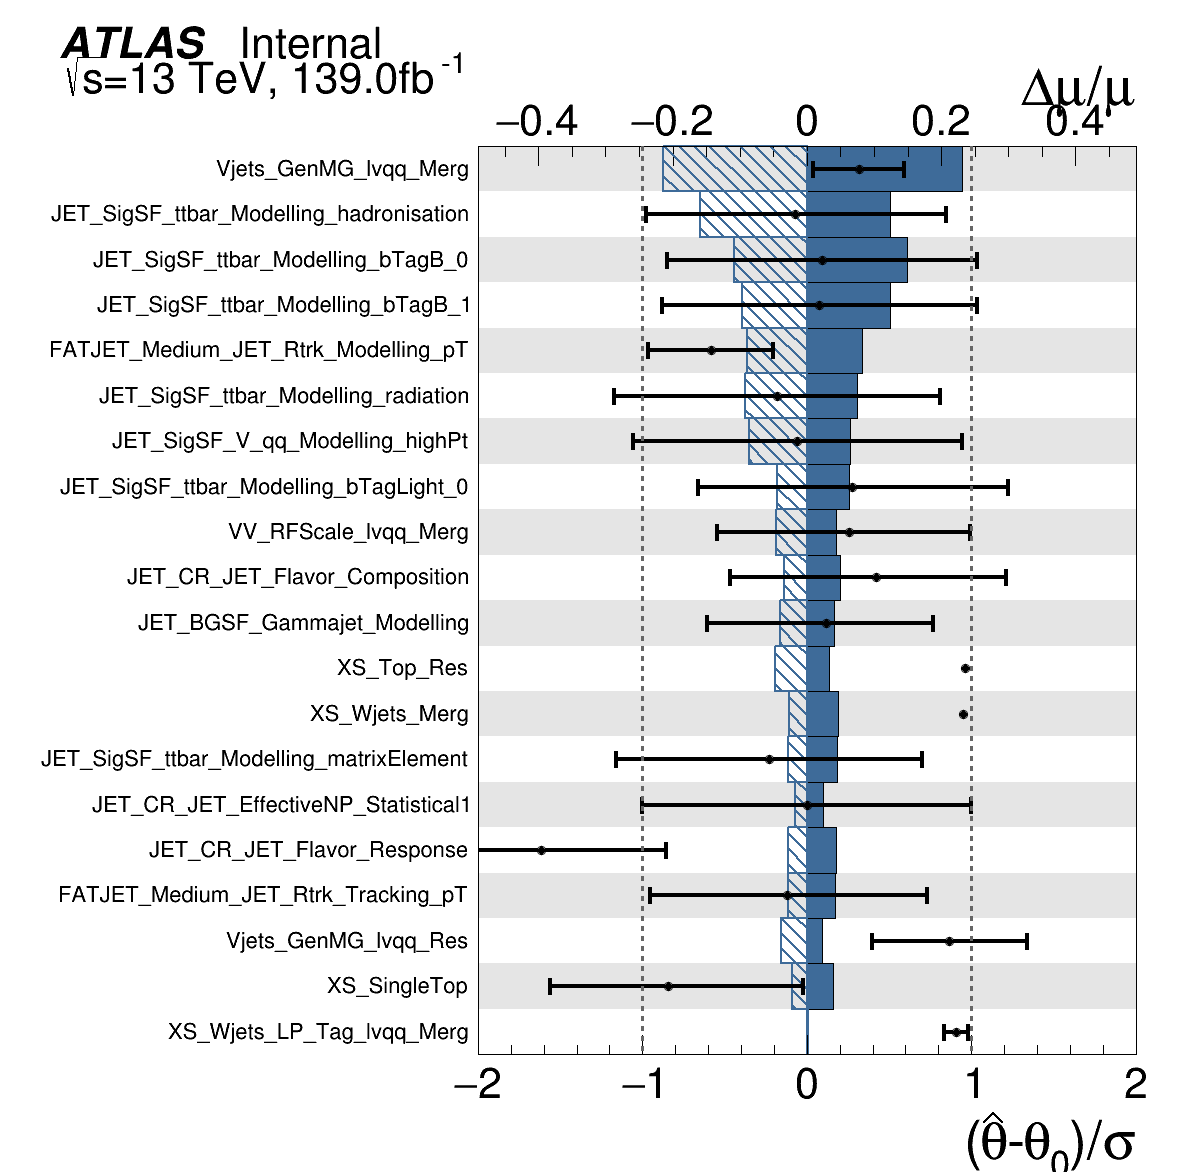 ATLAS Internal
√s=13 TeV, 139.0fb⁻¹
Δμ/μ
−0.4 −0.2 0 0.2 0.4
Vjets_GenMG_lvqq_Merg
JET_SigSF_ttbar_Modelling_hadronisation
JET_SigSF_ttbar_Modelling_bTagB_0
JET_SigSF_ttbar_Modelling_bTagB_1
FATJET_Medium_JET_Rtrk_Modelling_pT
JET_SigSF_ttbar_Modelling_radiation
JET_SigSF_V_qq_Modelling_highPt
JET_SigSF_ttbar_Modelling_bTagLight_0
VV_RFScale_lvqq_Merg
JET_CR_JET_Flavor_Composition
JET_BGSF_Gammajet_Modelling
XS_Top_Res
XS_Wjets_Merg
JET_SigSF_ttbar_Modelling_matrixElement
JET_CR_JET_EffectiveNP_Statistical1
JET_CR_JET_Flavor_Response
FATJET_Medium_JET_Rtrk_Tracking_pT
Vjets_GenMG_lvqq_Res
XS_SingleTop
XS_Wjets_LP_Tag_lvqq_Merg
−2 −1 0 1 2
(θ̂-θ₀)/σ